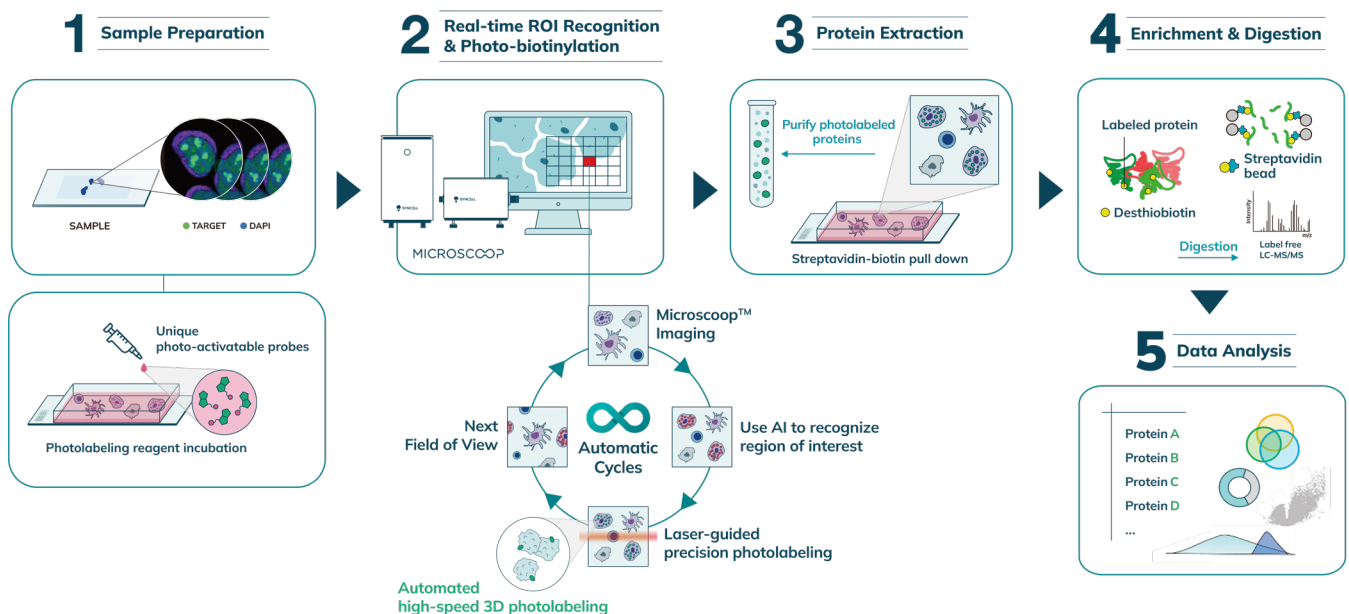 1 Sample Preparation
SAMPLE
TARGET
DAPI
Unique
photo-activatable probes
Photolabeling reagent incubation
2 Real-time ROI Recognition
& Photo-biotinylation
SYNCELL
SYNCELL
MICROSCOOP
Microscoop™
Imaging
Use AI to recognize
region of interest
Laser-guided
precision photolabeling
Automated
high-speed 3D photolabeling
Next
Field of View
Automatic
Cycles
3 Protein Extraction
Purify photolabeled
proteins
Streptavidin-biotin pull down
4 Enrichment & Digestion
Labeled protein
Desthiobiotin
Streptavidin
bead
Digestion
Intensity
m/z
Label free
LC-MS/MS
5 Data Analysis
Protein A
Protein B
Protein C
Protein D
...